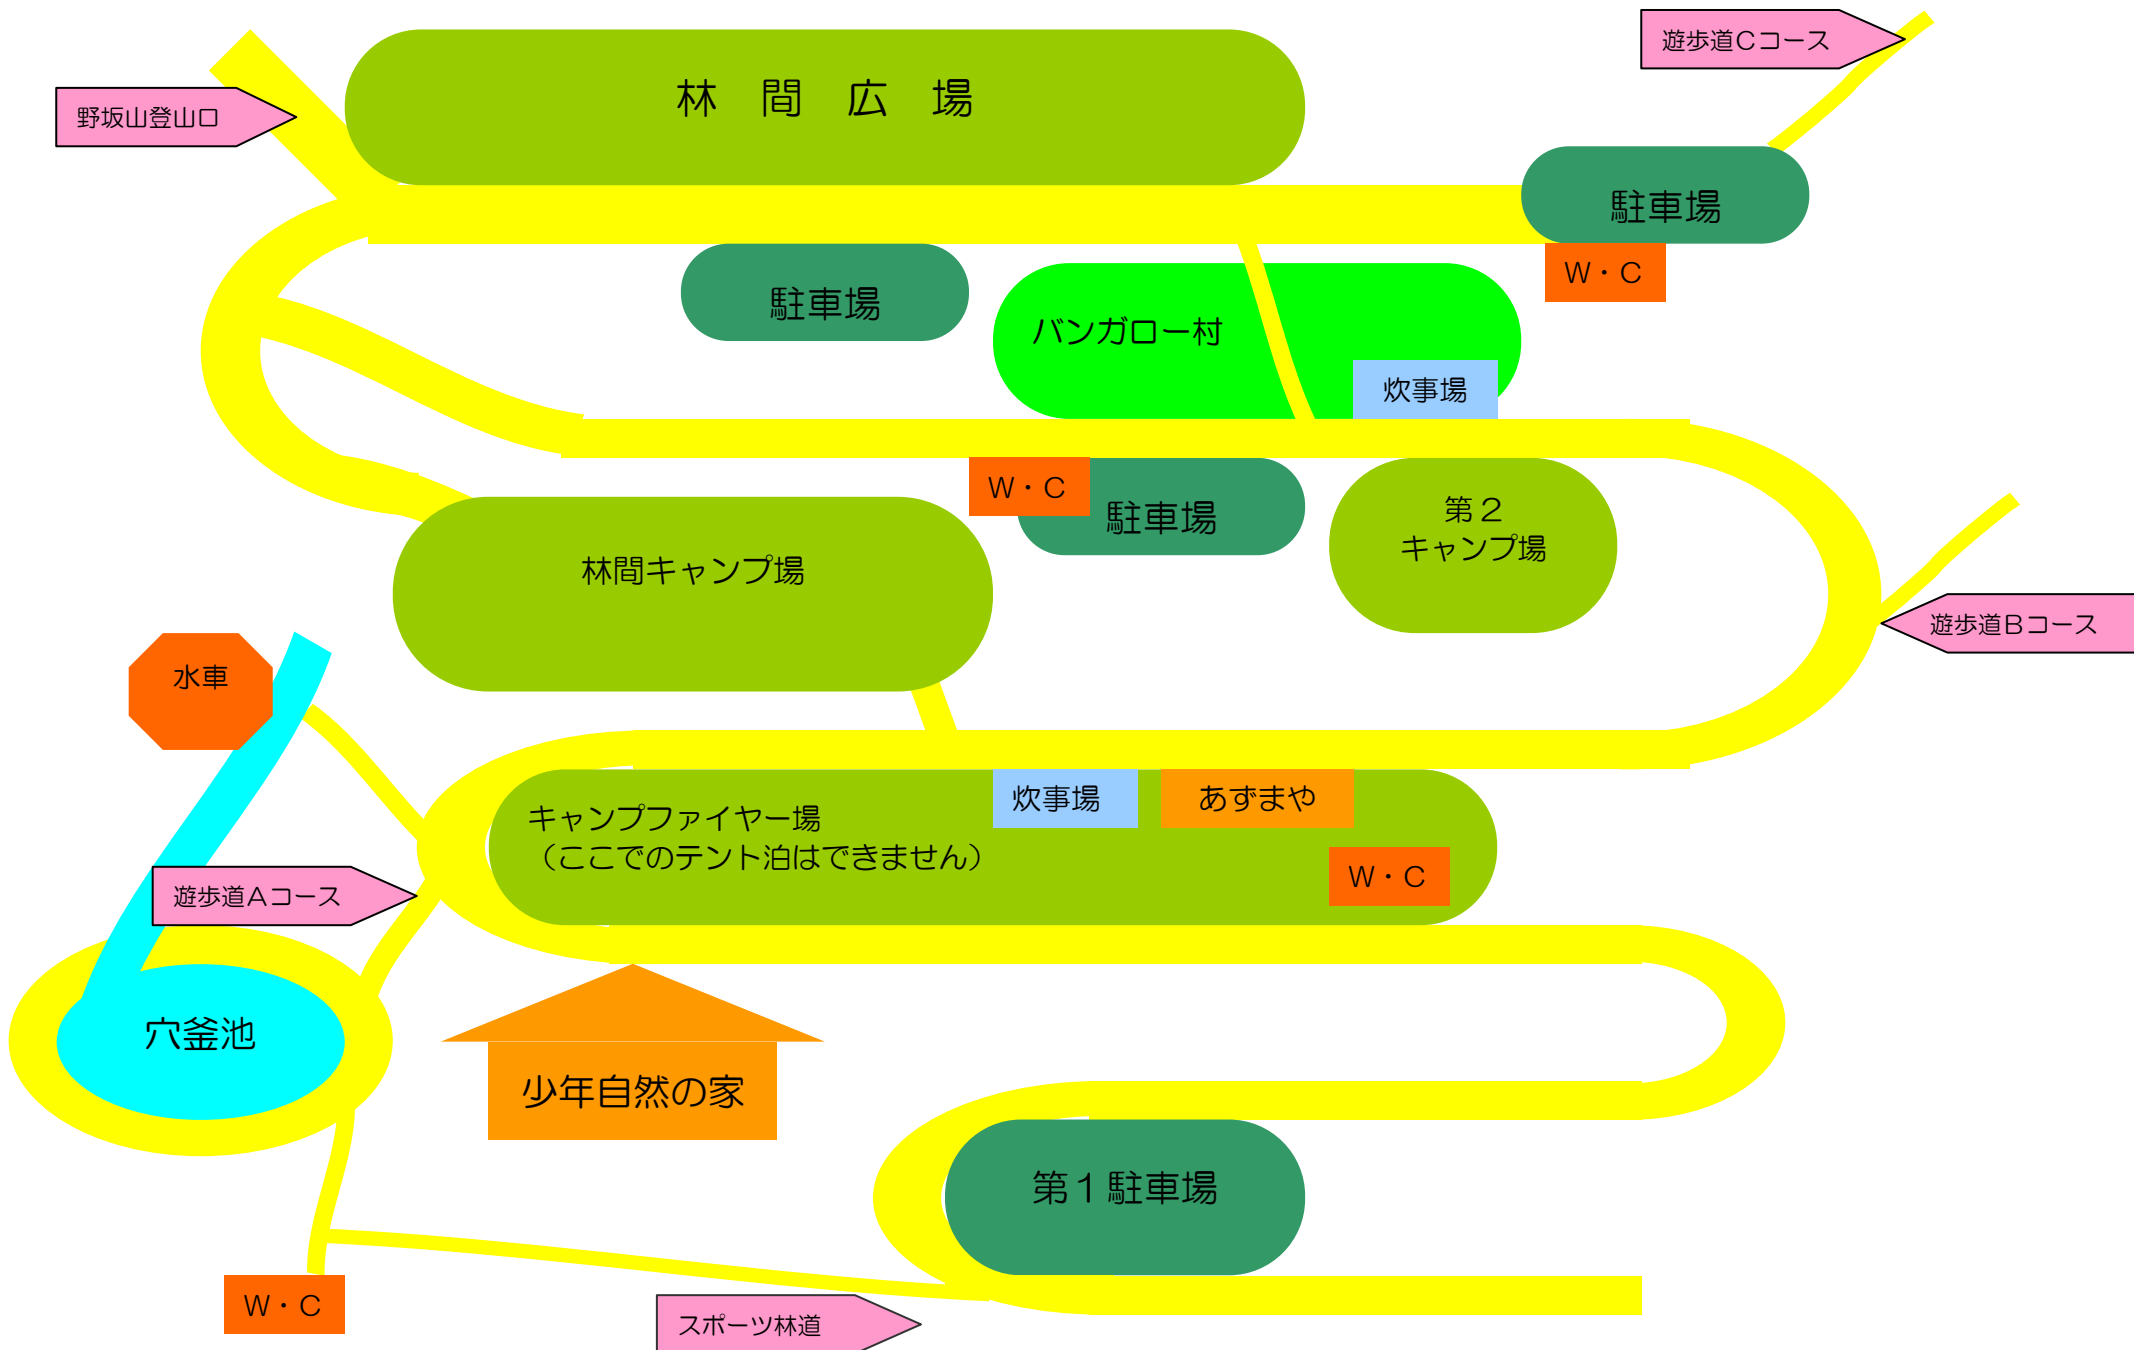 遊歩道Cコース
林　間　広　場
野坂山登山口
駐車場
W・C
駐車場
バンガロー村
炊事場
W・C
駐車場
第2
キャンプ場
林間キャンプ場
遊歩道Bコース
水車
キャンプファイヤー場
（ここでのテント泊はできません）
炊事場
あずまや
W・C
遊歩道Aコース
穴釜池
少年自然の家
第１駐車場
W・C
スポーツ林道